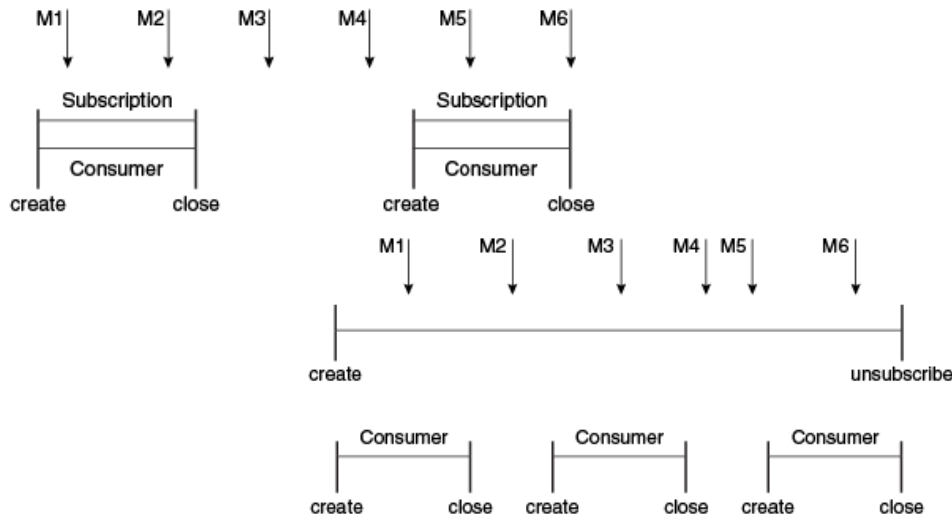 M1 M2 M3 M4 M5 M6
Subscription Subscription
Consumer Consumer
create close create close
M1 M2 M3 M4 M5 M6
create unsubscribe
Consumer Consumer Consumer
create close create close create close